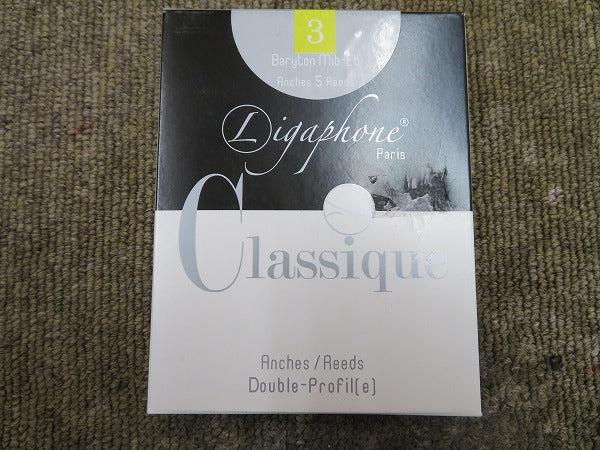 3
Baryton Mib-Eb
Anches 5 Reeds
Ligaphone®
Paris
Classique
Anches / Reeds
Double-Profil(e)